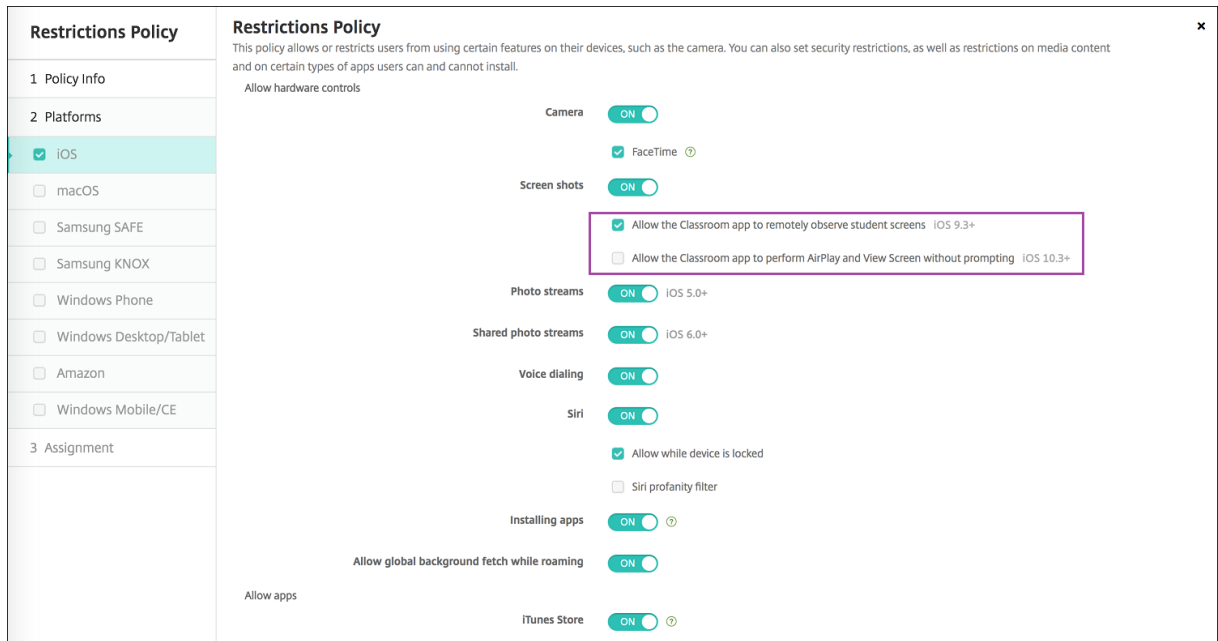 Restrictions Policy
1 Policy Info
2 Platforms
iOS
macOS
Samsung SAFE
Samsung KNOX
Windows Phone
Windows Desktop/Tablet
Amazon
Windows Mobile/CE
3 Assignment
Restrictions Policy
This policy allows or restricts users from using certain features on their devices, such as the camera. You can also set security restrictions, as well as restrictions on media content
and on certain types of apps users can and cannot install.
Allow hardware controls
Camera ON
FaceTime ?
Screen shots ON
Allow the Classroom app to remotely observe student screens iOS 9.3+
Allow the Classroom app to perform AirPlay and View Screen without prompting iOS 10.3+
Photo streams ON iOS 5.0+
Shared photo streams ON iOS 6.0+
Voice dialing ON
Siri ON
Allow while device is locked
Siri profanity filter
Installing apps ON ?
Allow global background fetch while roaming ON
Allow apps
iTunes Store ON ?